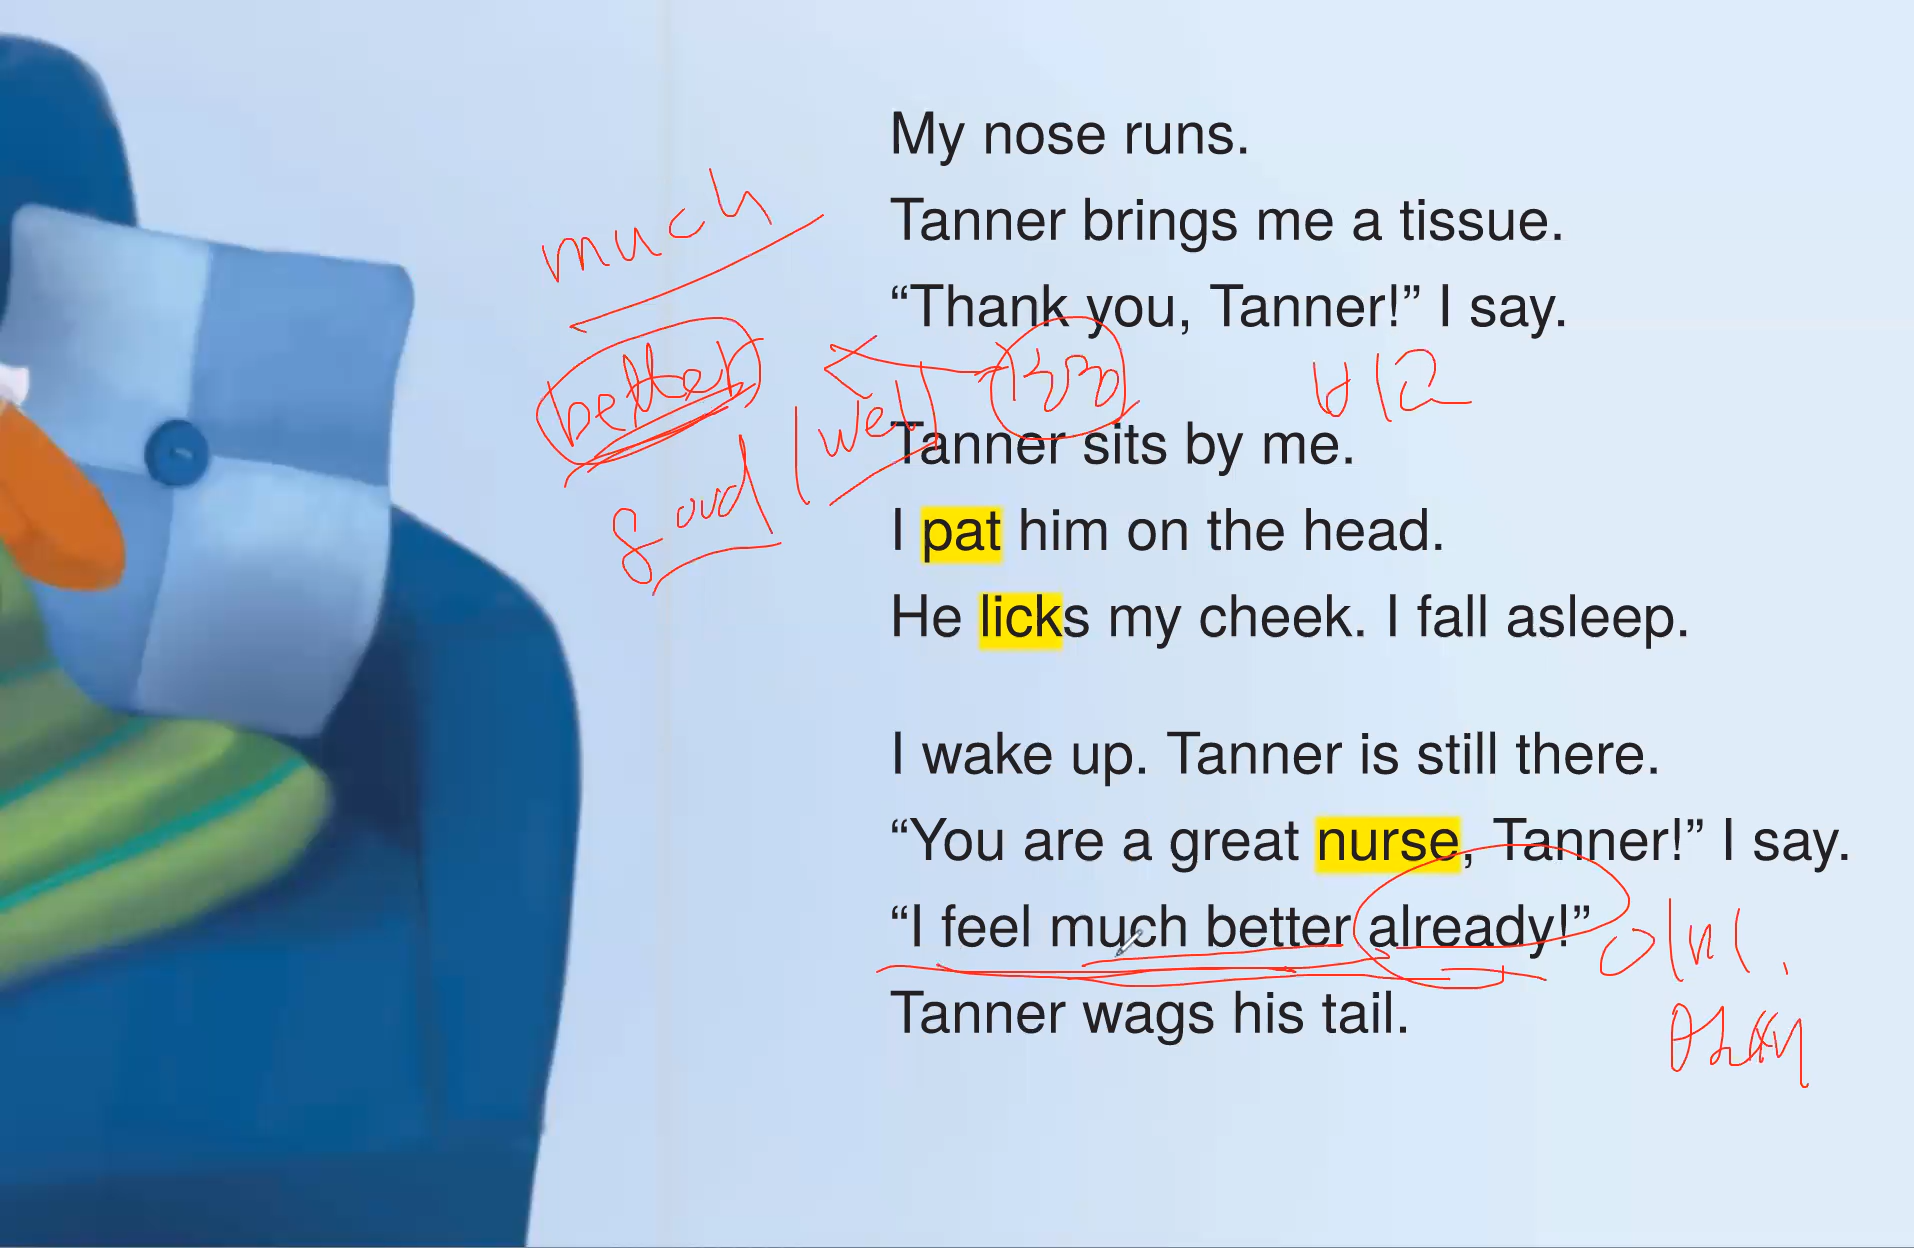 My nose runs.
Tanner brings me a tissue.
“Thank you, Tanner!” I say.
much
better
good / well
비교
Tanner sits by me.
I pat him on the head.
He licks my cheek. I fall asleep.
I wake up. Tanner is still there.
“You are a great nurse, Tanner!” I say.
“I feel much better already!”
이미,
Tanner wags his tail.